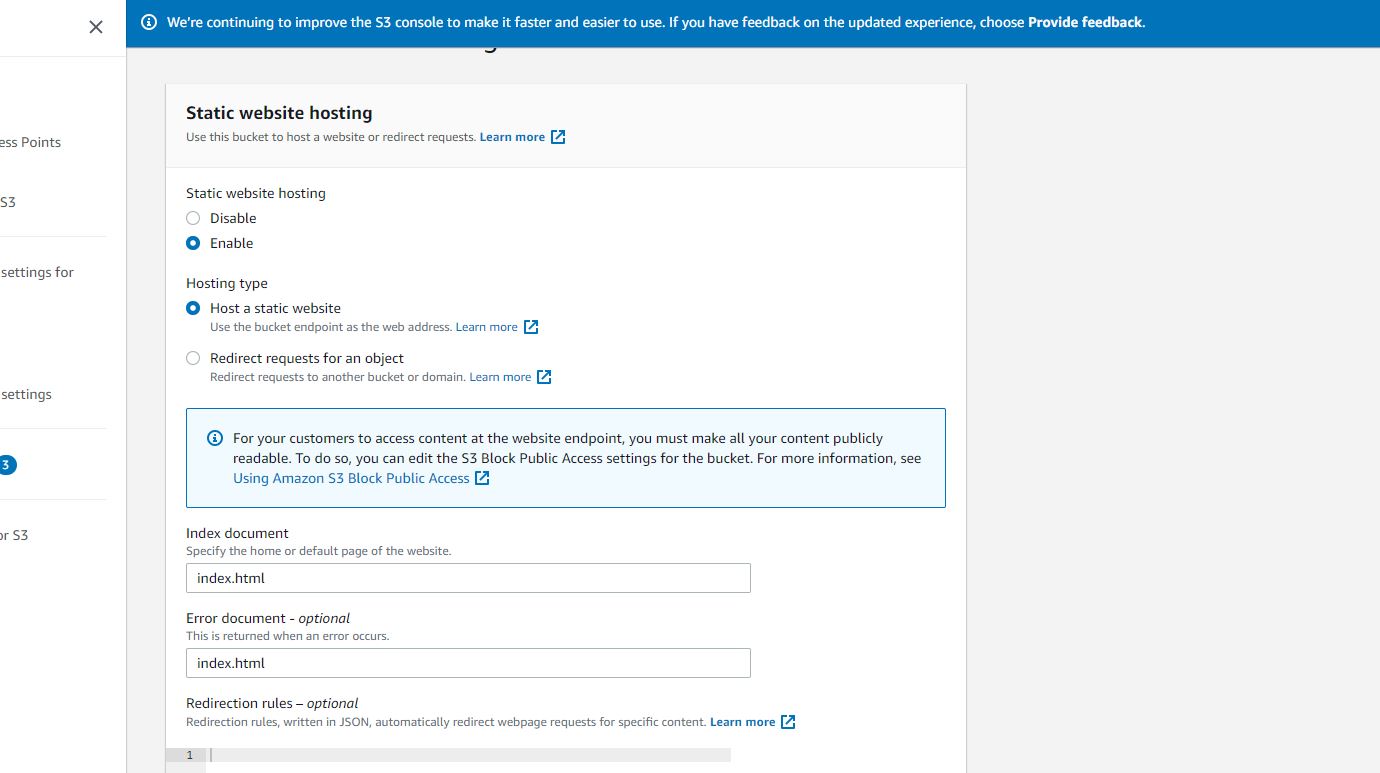 We're continuing to improve the S3 console to make it faster and easier to use. If you have feedback on the updated experience, choose Provide feedback.
ess Points
S3
settings for
settings
3
or S3
Static website hosting
Use this bucket to host a website or redirect requests. Learn more
Static website hosting
Disable
Enable
Hosting type
Host a static website
Use the bucket endpoint as the web address. Learn more
Redirect requests for an object
Redirect requests to another bucket or domain. Learn more
For your customers to access content at the website endpoint, you must make all your content publicly
readable. To do so, you can edit the S3 Block Public Access settings for the bucket. For more information, see
Using Amazon S3 Block Public Access
Index document
Specify the home or default page of the website.
index.html
Error document - optional
This is returned when an error occurs.
index.html
Redirection rules – optional
Redirection rules, written in JSON, automatically redirect webpage requests for specific content. Learn more
1